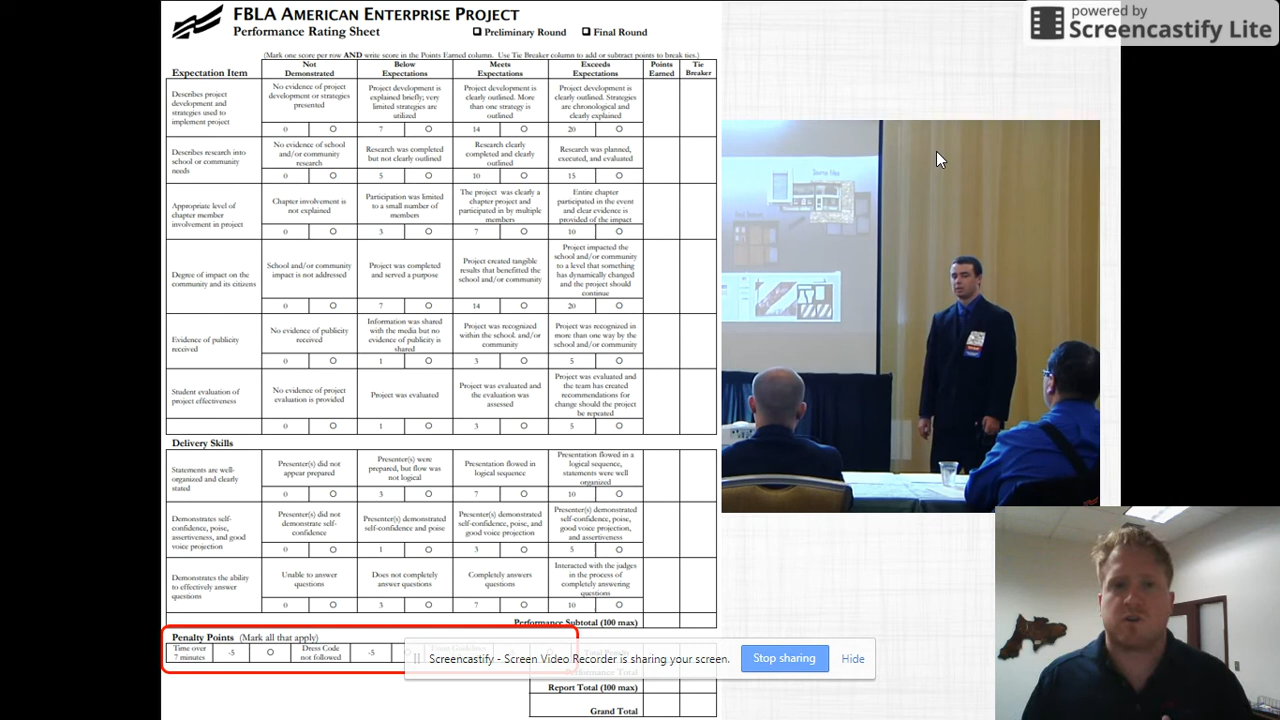 FBLA AMERICAN ENTERPRISE PROJECT
Performance Rating Sheet
Preliminary Round
Final Round
(Mark one score per row AND write score in the Points Earned column. Use Tie Breaker column to add or subtract points to break ties.)
Expectation Item
Not Demonstrated
Below Expectations
Meets Expectations
Exceeds Expectations
Points Earned
Tie Breaker
Describes project development and strategies used to implement project
No evidence of project development or strategies presented
Project development is explained briefly; very limited strategies are utilized
Project development is clearly outlined. More than one strategy is outlined
Project development is clearly outlined. Strategies are chronological and clearly explained
0 7 14 20
Describes research into school or community needs
No evidence of school and/or community research
Research was completed but not clearly outlined
Research clearly completed and clearly outlined
Research was planned, executed, and evaluated
0 5 10 15
Appropriate level of chapter member involvement in project
Chapter involvement is not explained
Participation was limited to a small number of members
The project was clearly a chapter project and participated in by multiple members
Entire chapter participated in the event and clear evidence is provided of the impact
0 3 7 10
Degree of impact on the community and its citizens
School and/or community impact is not addressed
Project was completed and served a purpose
Project created tangible results that benefitted the school and/or community
Project impacted the school and/or community to a level that something has dynamically changed and the project should continue
0 7 14 20
Evidence of publicity received
No evidence of publicity received
Information was shared with the media but no evidence of publicity is shared
Project was recognized within the school. and/or community
Project was recognized in more than one way by the school and/or community
0 1 3 5
Student evaluation of project effectiveness
No evidence of project evaluation is provided
Project was evaluated
Project was evaluated and the evaluation was assessed
Project was evaluated and the team has created recommendations for change should the project be repeated
0 1 3 5
Delivery Skills
Statements are well-organized and clearly stated
Presenter(s) did not appear prepared
Presenter(s) were prepared, but flow was not logical
Presentation flowed in logical sequence
Presentation flowed in a logical sequence, statements were well organized
0 3 7 10
Demonstrates self-confidence, poise, assertiveness, and good voice projection
Presenter(s) did not demonstrate self-confidence
Presenter(s) demonstrated self-confidence and poise
Presenter(s) demonstrated self-confidence, poise, and good voice projection
Presenter(s) demonstrated self-confidence, poise, good voice projection, and assertiveness
0 1 3 5
Demonstrates the ability to effectively answer questions
Unable to answer questions
Does not completely answer questions
Completely answers questions
Interacted with the judges in the process of completely answering questions
0 3 7 10
Performance Subtotal (100 max)
Penalty Points (Mark all that apply)
Time over 7 minutes
-5
Dress Code not followed
-5
Report Total (100 max)
Grand Total
powered by
Screencastify Lite
Screencastify - Screen Video Recorder is sharing your screen.
Stop sharing
Hide